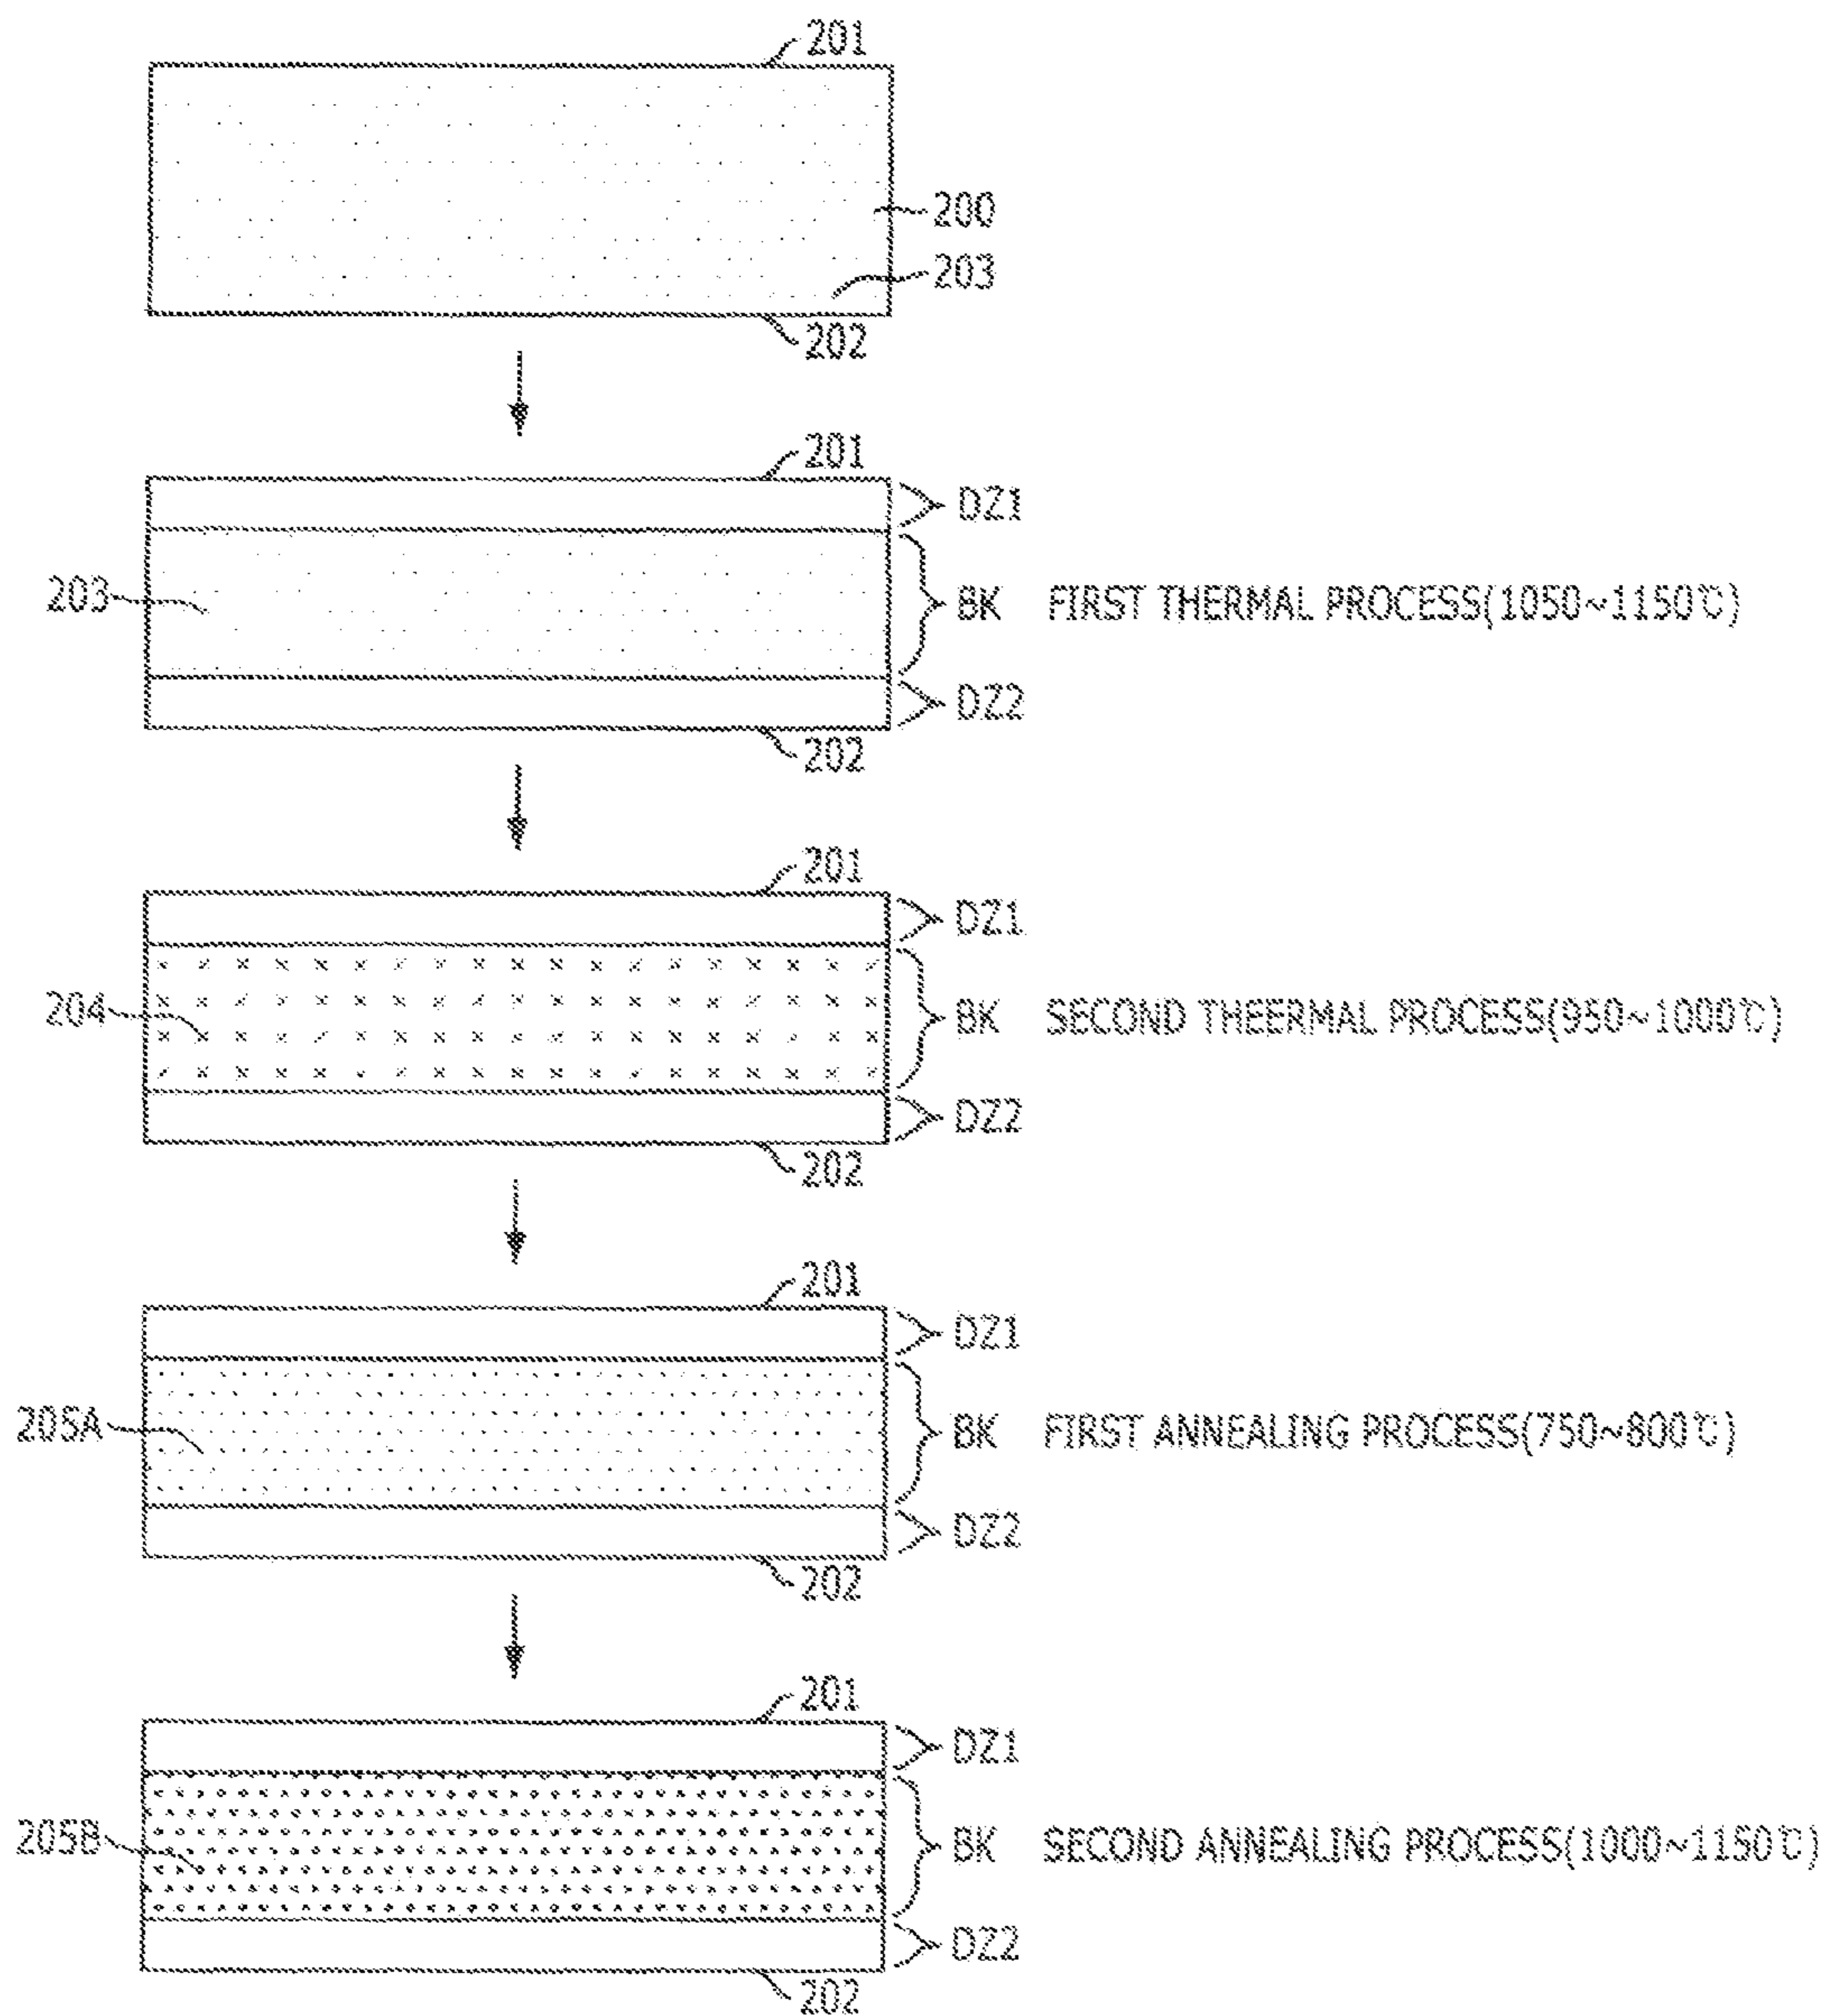 201
200
203
202
201
DZ1
203
BK FIRST THERMAL PROCESS(1050~1150℃)
DZ2
202
201
DZ1
204
BK SECOND THEERMAL PROCESS(950~1000℃)
DZ2
202
201
DZ1
205A
BK FIRST ANNEALING PROCESS(750~800℃)
DZ2
202
201
DZ1
205B
BK SECOND ANNEALING PROCESS(1000~1150℃)
DZ2
202